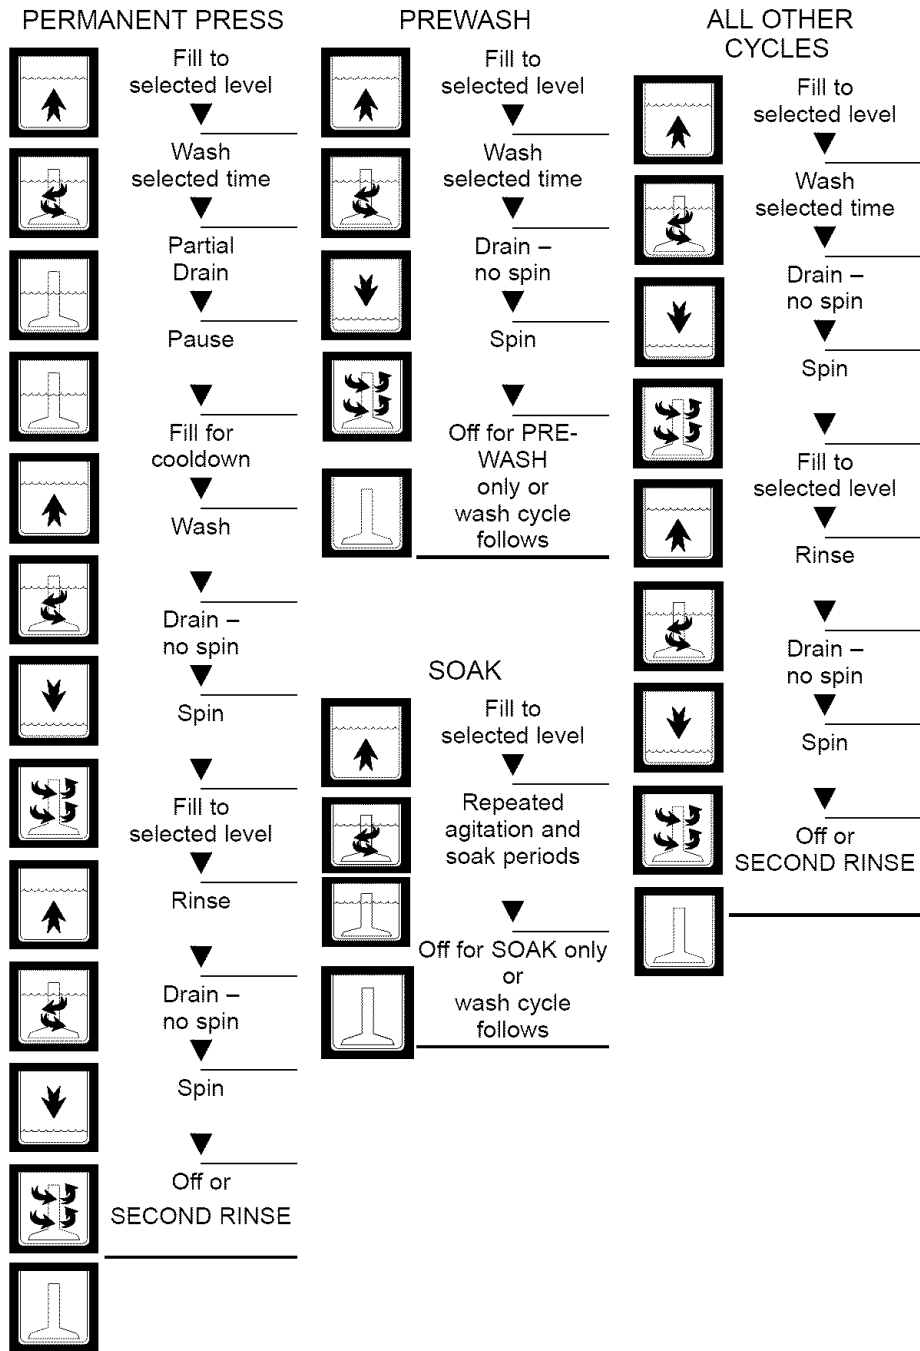 PERMANENT PRESS
Fill to
selected level
Wash
selected time
Partial
Drain
Pause
Fill for
cooldown
Wash
Drain –
no spin
Spin
Fill to
selected level
Rinse
Drain –
no spin
Spin
Off or
SECOND RINSE
PREWASH
Fill to
selected level
Wash
selected time
Drain –
no spin
Spin
Off for PRE-
WASH
only or
wash cycle
follows
SOAK
Fill to
selected level
Repeated
agitation and
soak periods
Off for SOAK only
or
wash cycle
follows
ALL OTHER
CYCLES
Fill to
selected level
Wash
selected time
Drain –
no spin
Spin
Fill to
selected level
Rinse
Drain –
no spin
Spin
Off or
SECOND RINSE